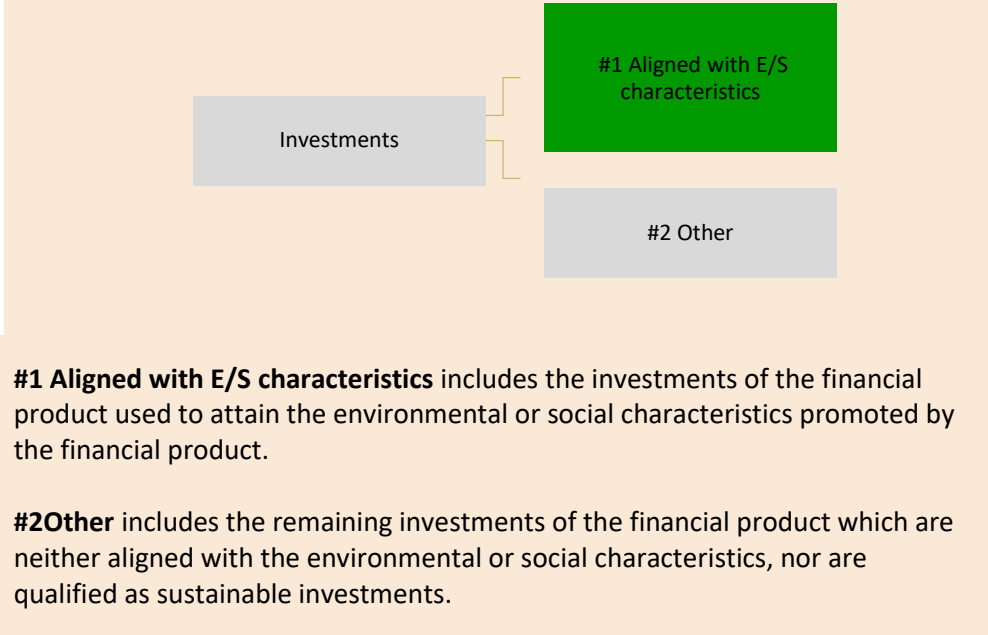 #1 Aligned with E/S
characteristics
Investments
#2 Other
#1 Aligned with E/S characteristics includes the investments of the financial
product used to attain the environmental or social characteristics promoted by
the financial product.
#2Other includes the remaining investments of the financial product which are
neither aligned with the environmental or social characteristics, nor are
qualified as sustainable investments.